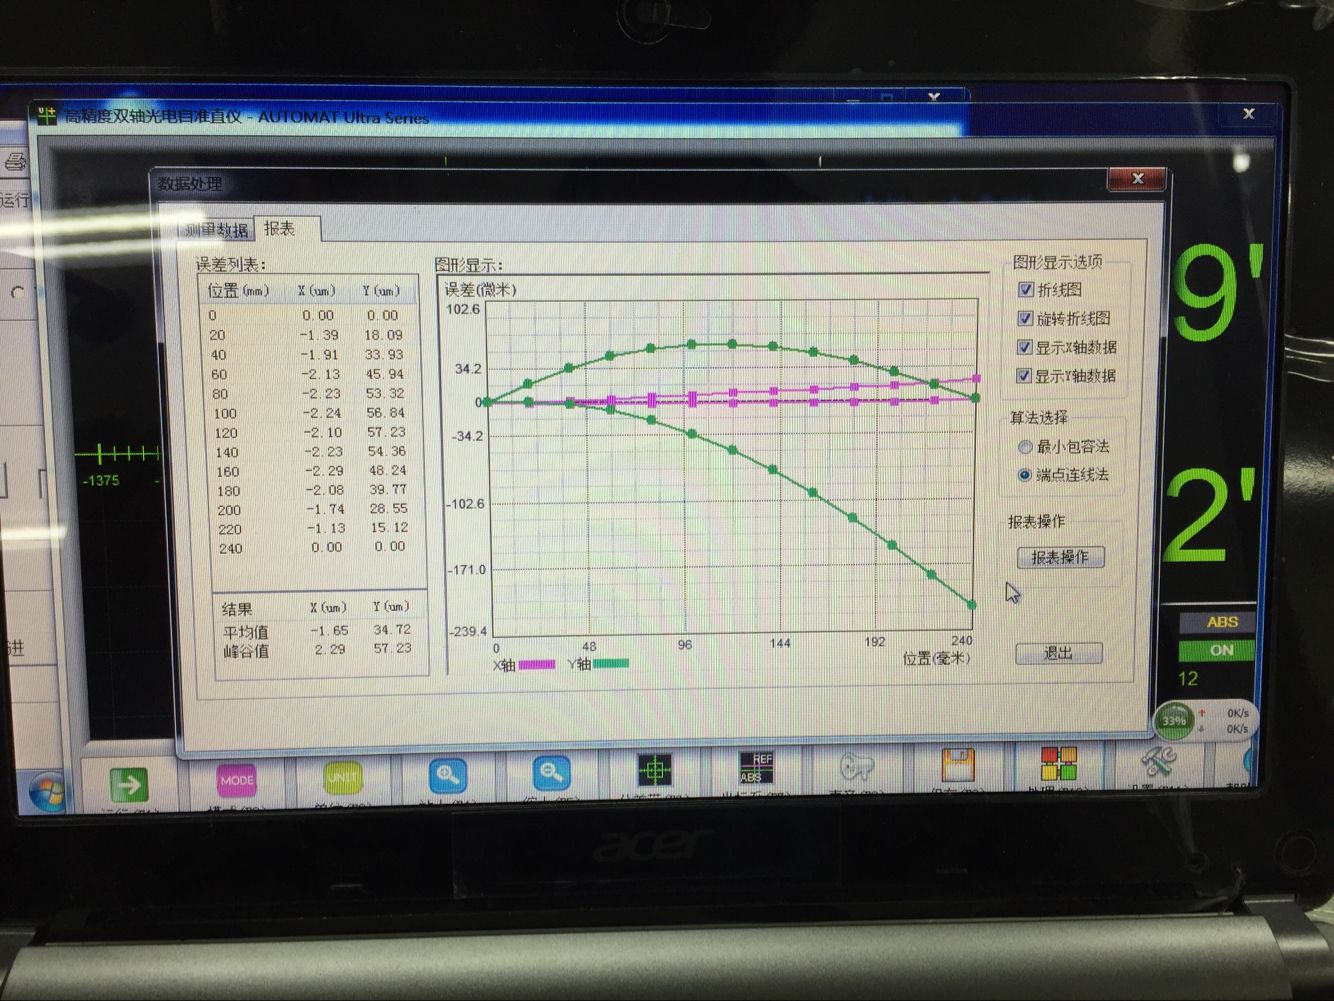 高精度双轴光电自准直仪 - AUTOMAT Ultra Series
运行
数据处理
测量数据 报表
误差列表：
位置(mm) X(um) Y(um)
0 0.00 0.00
20 -1.39 18.09
40 -1.91 33.93
60 -2.13 45.94
80 -2.23 53.32
100 -2.24 56.84
120 -2.10 57.23
140 -2.23 54.36
160 -2.29 48.24
180 -2.08 39.77
200 -1.74 28.55
220 -1.13 15.12
240 0.00 0.00
结果 X(um) Y(um)
平均值 -1.65 34.72
峰谷值 2.29 57.23
图形显示：
误差(微米)
102.6
34.2
0
-34.2
-102.6
-171.0
-239.4
0 48 96 144 192 240
X轴 Y轴 位置(毫米)
图形显示选项
折线图
旋转折线图
显示X轴数据
显示Y轴数据
算法选择
最小包容法
端点连线法
报表操作
报表操作
退出
-1375
进
9'
2'
ABS
ON
12
33% 0K/s
0K/s
MODE
UNIT
REF
ABS
acer